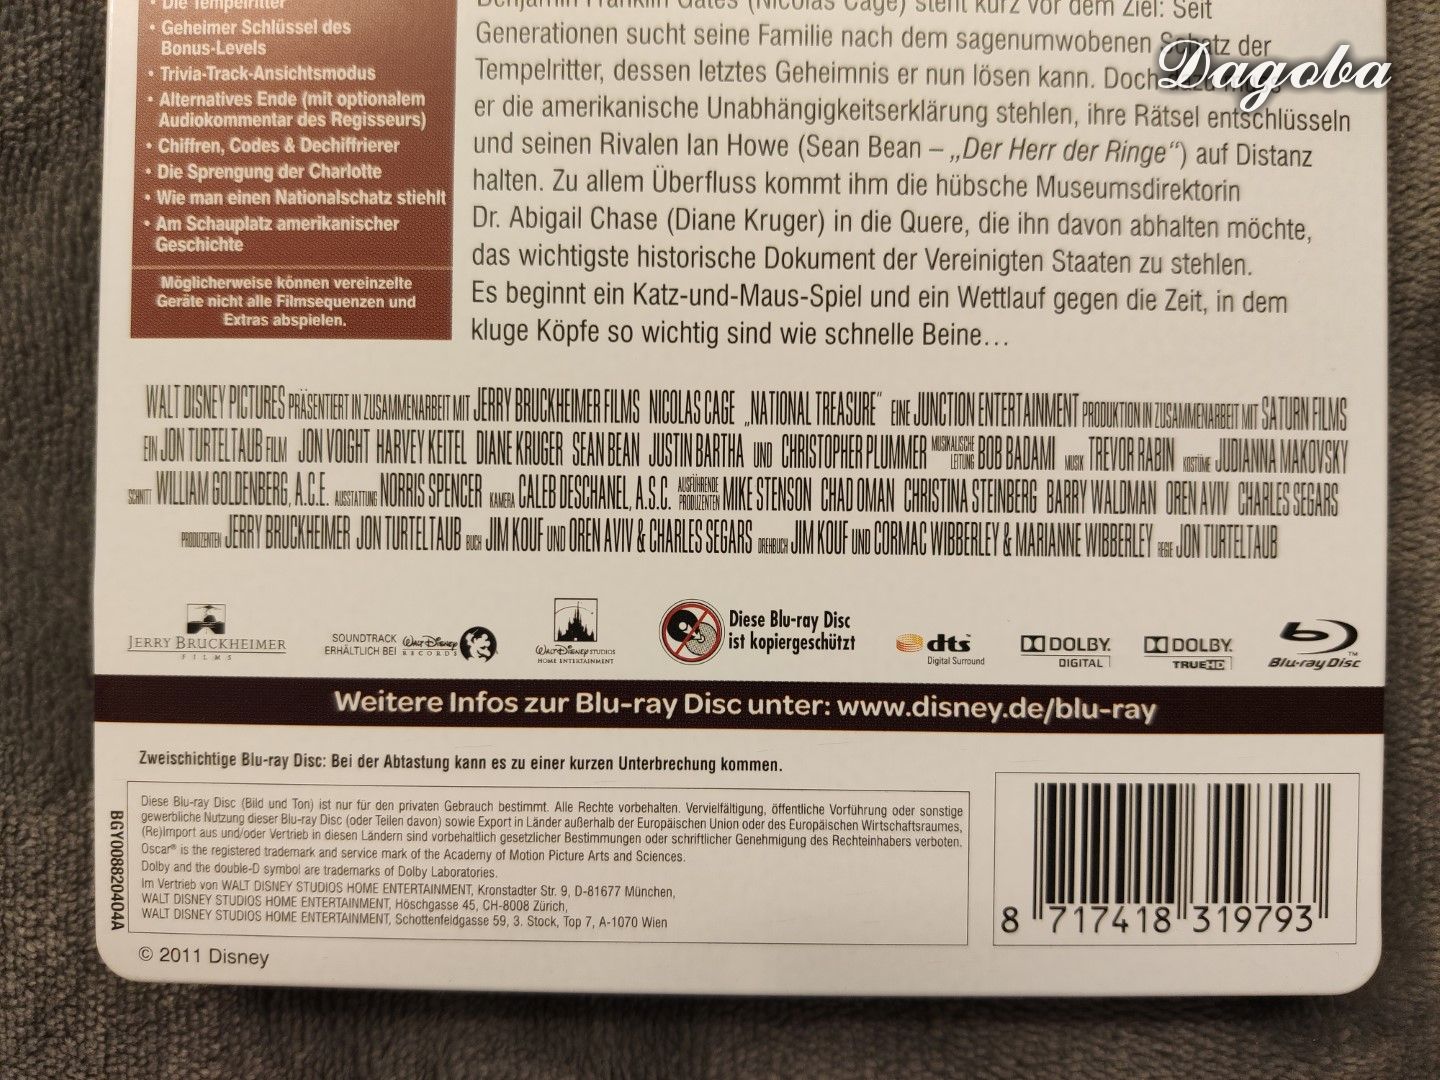 • Die Tempelritter
• Geheimer Schlüssel des
Bonus-Levels
• Trivia-Track-Ansichtsmodus
• Alternatives Ende (mit optionalem
Audiokommentar des Regisseurs)
• Chiffren, Codes & Dechiffrierer
• Die Sprengung der Charlotte
• Wie man einen Nationalschatz stiehlt
• Am Schauplatz amerikanischer
Geschichte
Möglicherweise können vereinzelte
Geräte nicht alle Filmsequenzen und
Extras abspielen.
Benjamin Franklin Gates (Nicolas Cage) steht kurz vor dem Ziel: Seit
Generationen sucht seine Familie nach dem sagenumwobenen Schatz der
Tempelritter, dessen letztes Geheimnis er nun lösen kann. Doch
er die amerikanische Unabhängigkeitserklärung stehlen, ihre Rätsel entschlüsseln
und seinen Rivalen Ian Howe (Sean Bean – „Der Herr der Ringe“) auf Distanz
halten. Zu allem Überfluss kommt ihm die hübsche Museumsdirektorin
Dr. Abigail Chase (Diane Kruger) in die Quere, die ihn davon abhalten möchte,
das wichtigste historische Dokument der Vereinigten Staaten zu stehlen.
Es beginnt ein Katz-und-Maus-Spiel und ein Wettlauf gegen die Zeit, in dem
kluge Köpfe so wichtig sind wie schnelle Beine…
Dagoba
WALT DISNEY PICTURES PRÄSENTIERT IN ZUSAMMENARBEIT MIT JERRY BRUCKHEIMER FILMS NICOLAS CAGE „NATIONAL TREASURE“ EINE JUNCTION ENTERTAINMENT PRODUKTION IN ZUSAMMENARBEIT MIT SATURN FILMS
EIN JON TURTELTAUB FILM JON VOIGHT HARVEY KEITEL DIANE KRUGER SEAN BEAN JUSTIN BARTHA UND CHRISTOPHER PLUMMER MUSIKALISCHE LEITUNG BOB BADAMI MUSIK TREVOR RABIN KOSTÜME JUDIANNA MAKOVSKY
SCHNITT WILLIAM GOLDENBERG, A.C.E. AUSSTATTUNG NORRIS SPENCER KAMERA CALEB DESCHANEL, A.S.C. AUSFÜHRENDE PRODUZENTEN MIKE STENSON CHAD OMAN CHRISTINA STEINBERG BARRY WALDMAN OREN AVIV CHARLES SEGARS
PRODUZENTEN JERRY BRUCKHEIMER JON TURTELTAUB BUCH JIM KOUF UND OREN AVIV & CHARLES SEGARS DREHBUCH JIM KOUF UND CORMAC WIBBERLEY & MARIANNE WIBBERLEY REGIE JON TURTELTAUB
JERRY BRUCKHEIMER
FILMS
SOUNDTRACK
ERHÄLTLICH BEI
Walt Disney
RECORDS
Walt Disney STUDIOS
HOME ENTERTAINMENT
Diese Blu-ray Disc
ist kopiergeschützt
dts
Digital Surround
DOLBY
DIGITAL
DOLBY
TRUEHD
Blu-ray Disc™
Weitere Infos zur Blu-ray Disc unter: www.disney.de/blu-ray
Zweischichtige Blu-ray Disc: Bei der Abtastung kann es zu einer kurzen Unterbrechung kommen.
BGY0088204 04A
Diese Blu-ray Disc (Bild und Ton) ist nur für den privaten Gebrauch bestimmt. Alle Rechte vorbehalten. Vervielfältigung, öffentliche Vorführung oder sonstige
gewerbliche Nutzung dieser Blu-ray Disc (oder Teilen davon) sowie Export in Länder außerhalb der Europäischen Union oder des Europäischen Wirtschaftsraumes,
(Re)Import aus und/oder Vertrieb in diesen Ländern sind vorbehaltlich gesetzlicher Bestimmungen oder schriftlicher Genehmigung des Rechteinhabers verboten.
Oscar® is the registered trademark and service mark of the Academy of Motion Picture Arts and Sciences.
Dolby and the double-D symbol are trademarks of Dolby Laboratories.
Im Vertrieb von WALT DISNEY STUDIOS HOME ENTERTAINMENT, Kronstadter Str. 9, D-81677 München,
WALT DISNEY STUDIOS HOME ENTERTAINMENT, Höschgasse 45, CH-8008 Zürich,
WALT DISNEY STUDIOS HOME ENTERTAINMENT, Schottenfeldgasse 59, 3. Stock, Top 7, A-1070 Wien
© 2011 Disney
8 717418 319793